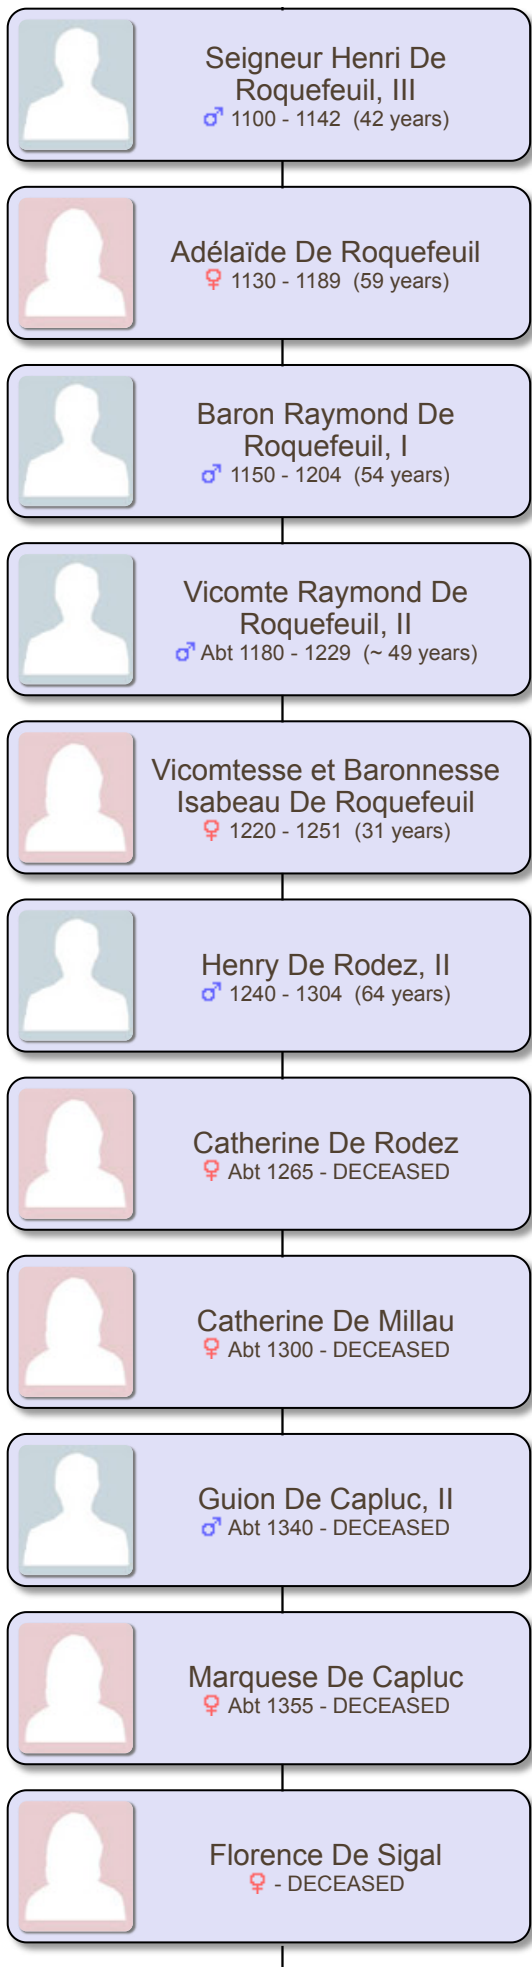 Seigneur Henri De
Roquefeuil, III
♂ 1100 - 1142 (42 years)
Adélaïde De Roquefeuil
♀ 1130 - 1189 (59 years)
Baron Raymond De
Roquefeuil, I
♂ 1150 - 1204 (54 years)
Vicomte Raymond De
Roquefeuil, II
♂ Abt 1180 - 1229 (~ 49 years)
Vicomtesse et Baronnesse
Isabeau De Roquefeuil
♀ 1220 - 1251 (31 years)
Henry De Rodez, II
♂ 1240 - 1304 (64 years)
Catherine De Rodez
♀ Abt 1265 - DECEASED
Catherine De Millau
♀ Abt 1300 - DECEASED
Guion De Capluc, II
♂ Abt 1340 - DECEASED
Marquese De Capluc
♀ Abt 1355 - DECEASED
Florence De Sigal
♀ - DECEASED